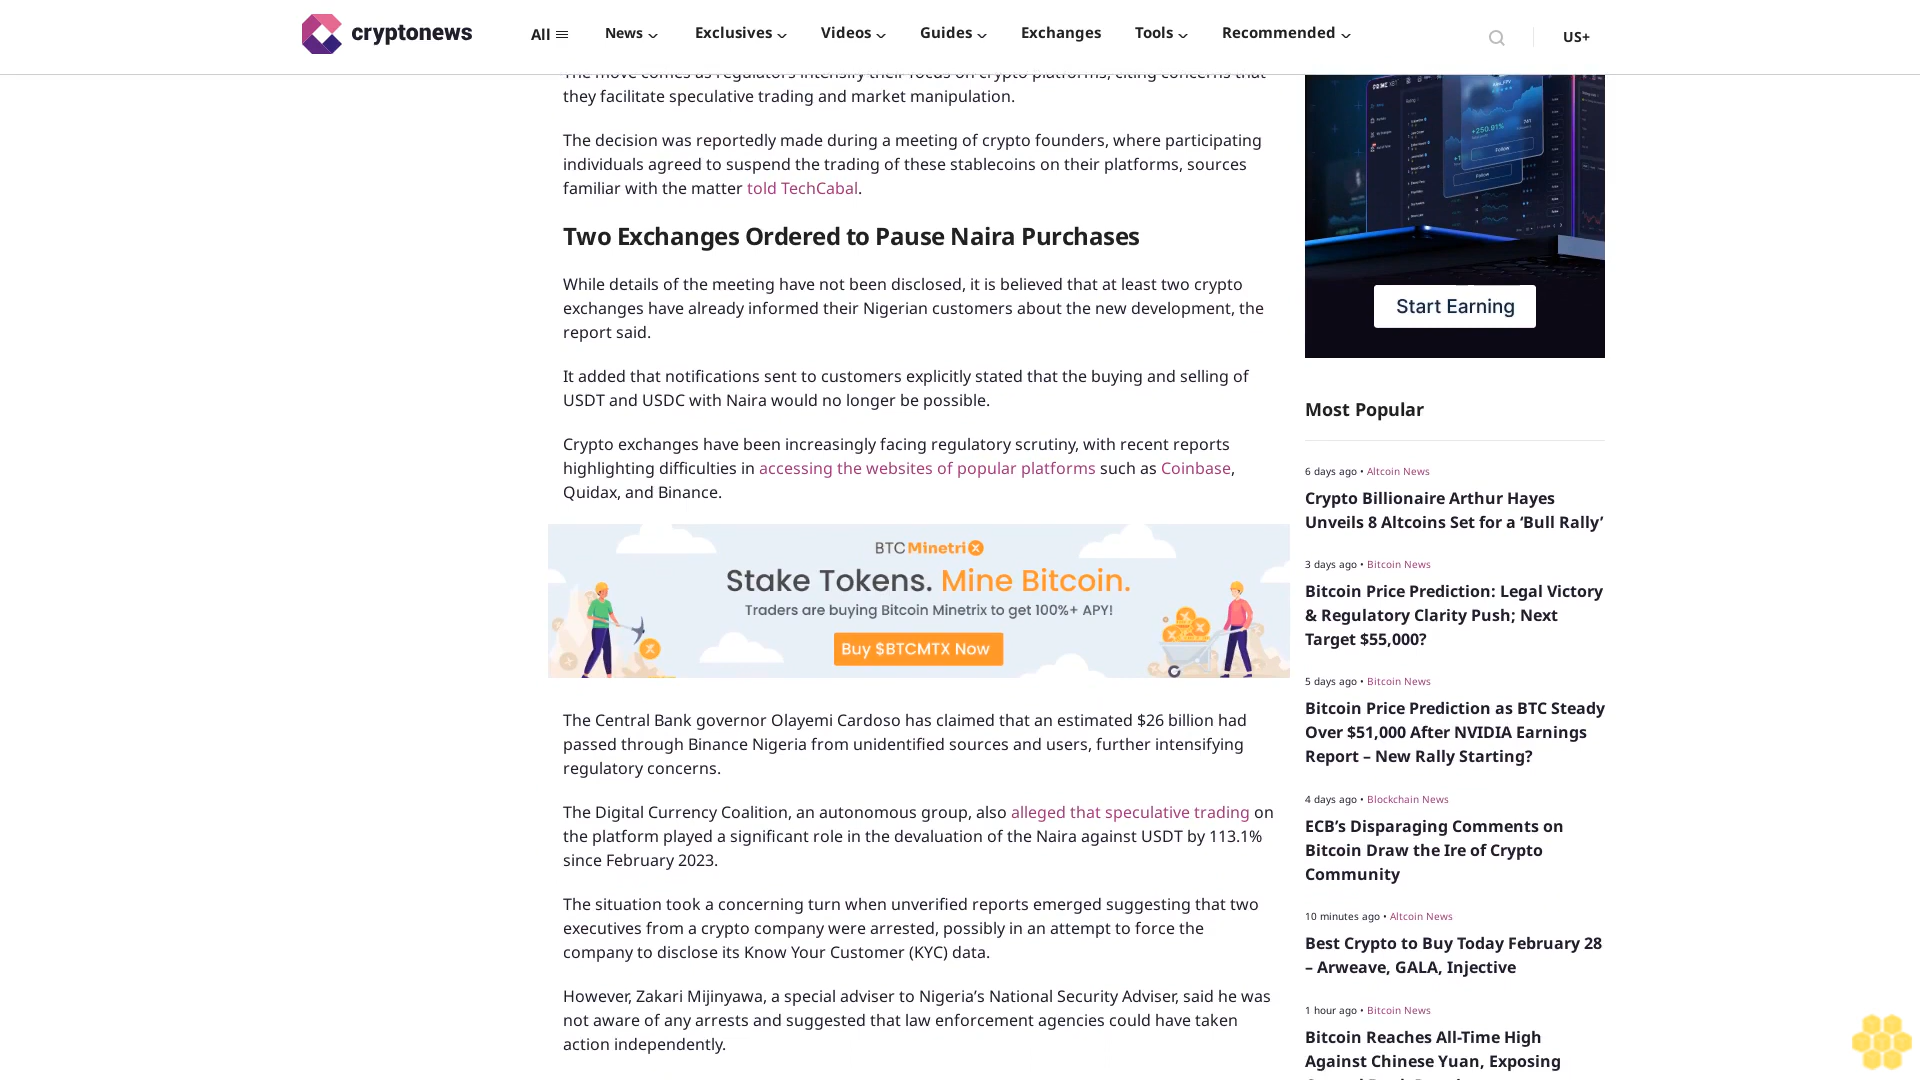 cryptonews
All
News
Exclusives
Videos
Guides
Exchanges
Tools
Recommended
US+
The move comes as regulators intensify their focus on crypto platforms, citing concerns that
they facilitate speculative trading and market manipulation.
The decision was reportedly made during a meeting of crypto founders, where participating
individuals agreed to suspend the trading of these stablecoins on their platforms, sources
familiar with the matter told TechCabal.
Two Exchanges Ordered to Pause Naira Purchases
While details of the meeting have not been disclosed, it is believed that at least two crypto
exchanges have already informed their Nigerian customers about the new development, the
report said.
It added that notifications sent to customers explicitly stated that the buying and selling of
USDT and USDC with Naira would no longer be possible.
Crypto exchanges have been increasingly facing regulatory scrutiny, with recent reports
highlighting difficulties in accessing the websites of popular platforms such as Coinbase,
Quidax, and Binance.
BTC Minetrix
Stake Tokens. Mine Bitcoin.
Traders are buying Bitcoin Minetrix to get 100%+ APY!
Buy $BTCMTX Now
The Central Bank governor Olayemi Cardoso has claimed that an estimated $26 billion had
passed through Binance Nigeria from unidentified sources and users, further intensifying
regulatory concerns.
The Digital Currency Coalition, an autonomous group, also alleged that speculative trading on
the platform played a significant role in the devaluation of the Naira against USDT by 113.1%
since February 2023.
The situation took a concerning turn when unverified reports emerged suggesting that two
executives from a crypto company were arrested, possibly in an attempt to force the
company to disclose its Know Your Customer (KYC) data.
However, Zakari Mijinyawa, a special adviser to Nigeria’s National Security Adviser, said he was
not aware of any arrests and suggested that law enforcement agencies could have taken
action independently.
PRIME XBT
+250.91%
Follow
Follow
Start Earning
Most Popular
6 days ago • Altcoin News
Crypto Billionaire Arthur Hayes
Unveils 8 Altcoins Set for a ‘Bull Rally’
3 days ago • Bitcoin News
Bitcoin Price Prediction: Legal Victory
& Regulatory Clarity Push; Next
Target $55,000?
5 days ago • Bitcoin News
Bitcoin Price Prediction as BTC Steady
Over $51,000 After NVIDIA Earnings
Report – New Rally Starting?
4 days ago • Blockchain News
ECB’s Disparaging Comments on
Bitcoin Draw the Ire of Crypto
Community
10 minutes ago • Altcoin News
Best Crypto to Buy Today February 28
– Arweave, GALA, Injective
1 hour ago • Bitcoin News
Bitcoin Reaches All-Time High
Against Chinese Yuan, Exposing